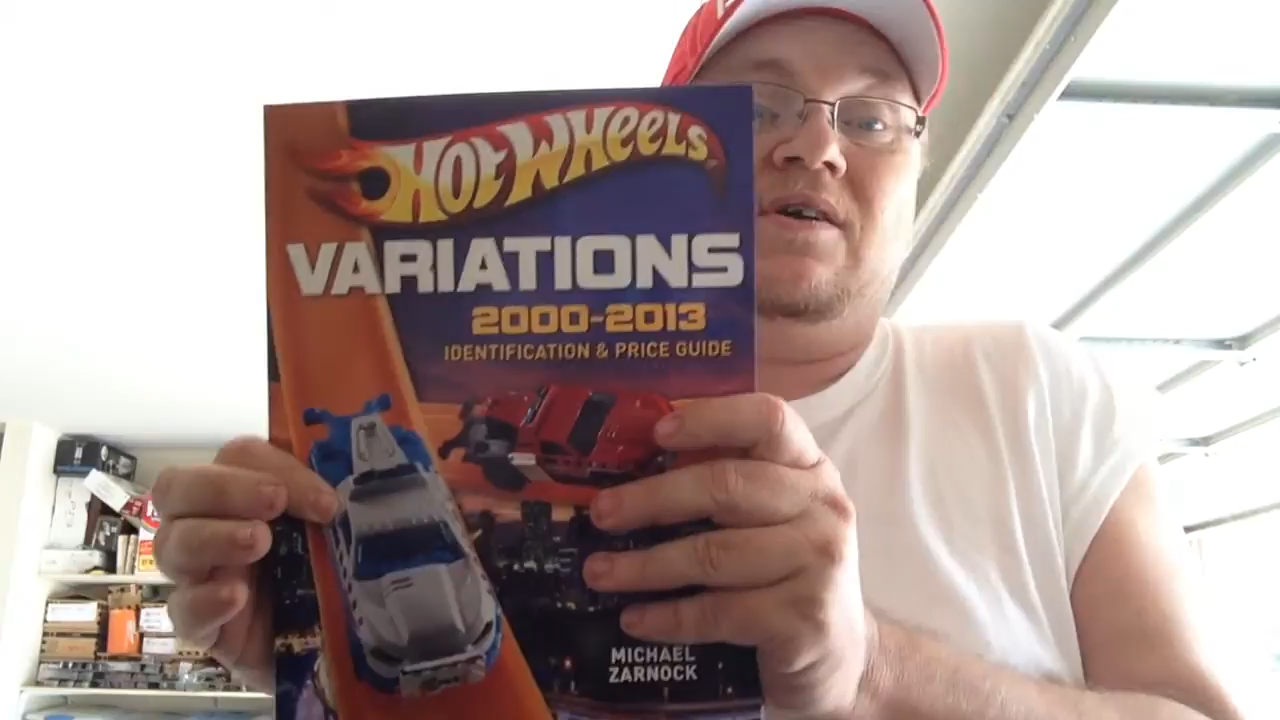 HOT WHEELS
VARIATIONS
2000-2013
IDENTIFICATION & PRICE GUIDE
MICHAEL
ZARNOCK